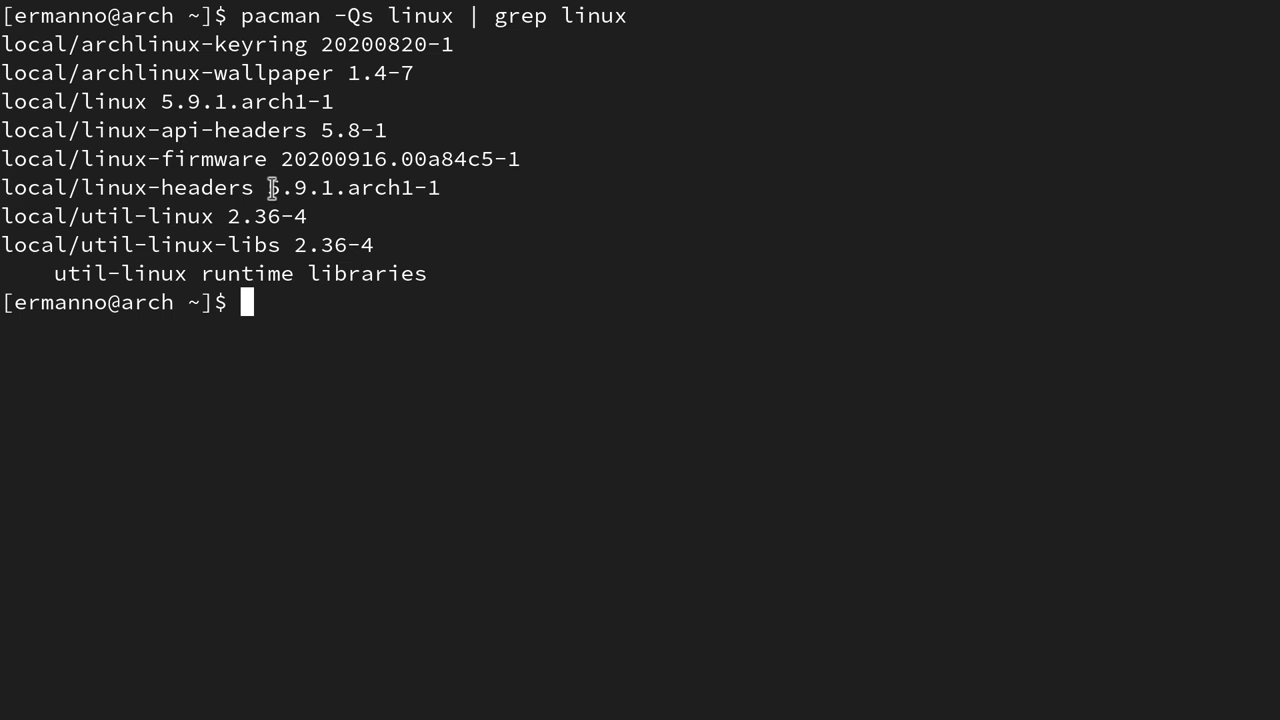 [ermanno@arch ~]$ pacman -Qs linux | grep linux
local/archlinux-keyring 20200820-1
local/archlinux-wallpaper 1.4-7
local/linux 5.9.1.arch1-1
local/linux-api-headers 5.8-1
local/linux-firmware 20200916.00a84c5-1
local/linux-headers 5.9.1.arch1-1
local/util-linux 2.36-4
local/util-linux-libs 2.36-4
    util-linux runtime libraries
[ermanno@arch ~]$